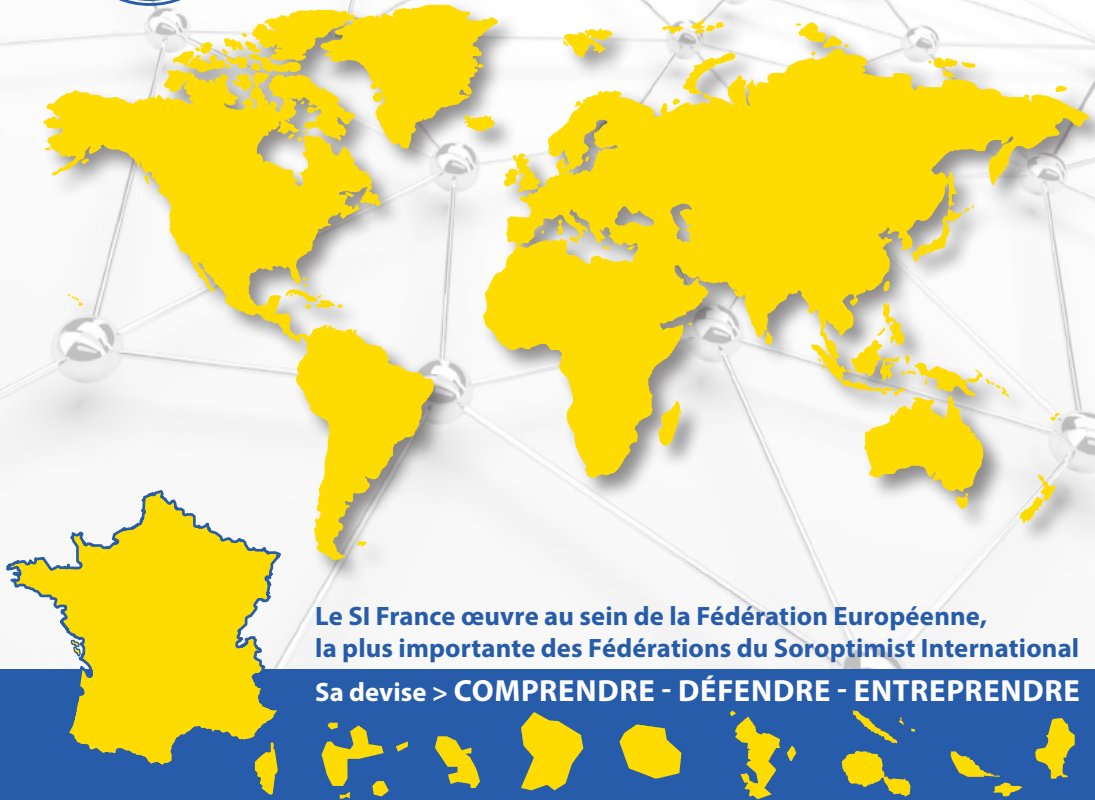 Le SI France œuvre au sein de la Fédération Européenne,
la plus importante des Fédérations du Soroptimist International
Sa devise > COMPRENDRE - DÉFENDRE - ENTREPRENDRE